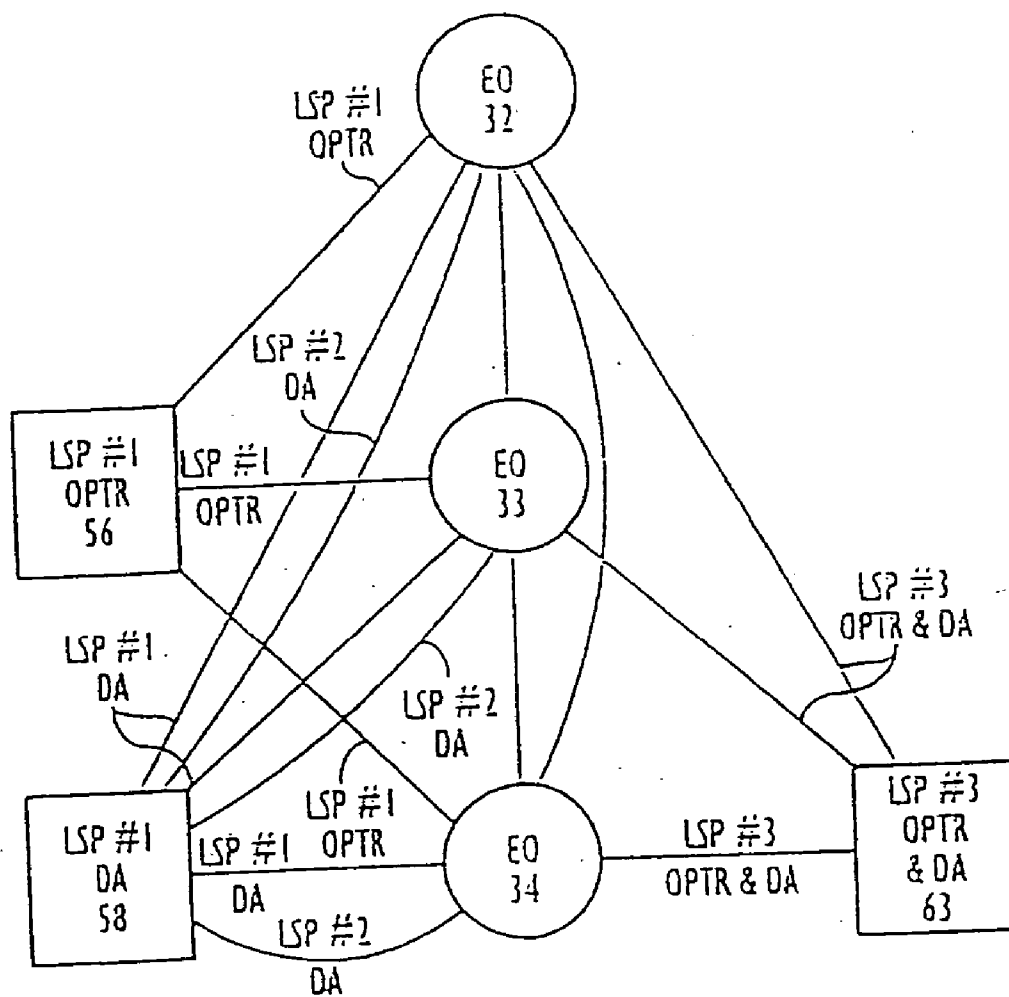 EO
32
LSP #1
OPTR
LSP #2
DA
LSP #1
OPTR
56
LSP #1
OPTR
EO
33
LSP #3
OPTR & DA
LSP #1
DA
LSP #2
DA
LSP #1
OPTR
LSP #1
DA
58
LSP #1
DA
EO
34
LSP #3
OPTR & DA
LSP #3
OPTR
& DA
63
LSP #2
DA